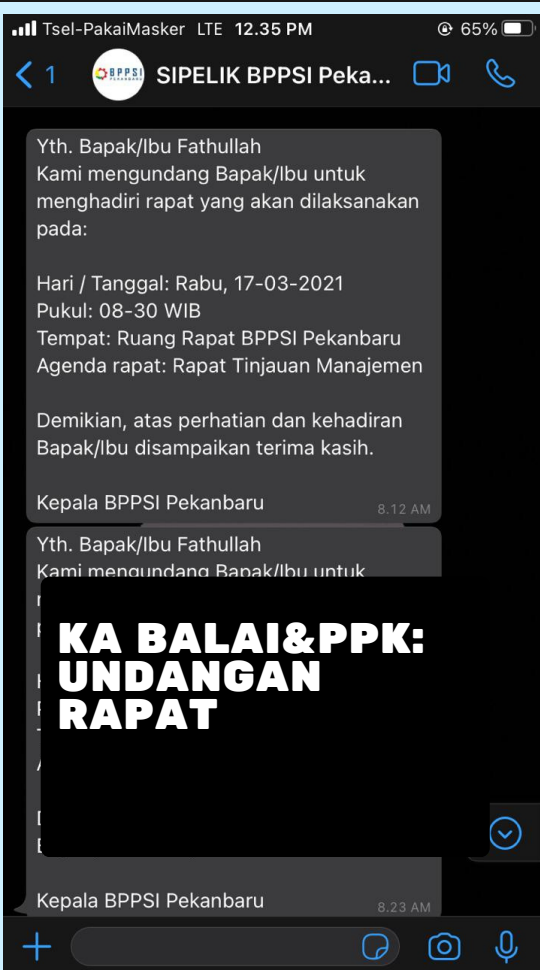 Tsel-PakaiMasker LTE 12.35 PM 65%
1 BPPSI PEKANBARU SIPELIK BPPSI Peka...
Yth. Bapak/Ibu Fathullah
Kami mengundang Bapak/Ibu untuk
menghadiri rapat yang akan dilaksanakan
pada:
Hari / Tanggal: Rabu, 17-03-2021
Pukul: 08-30 WIB
Tempat: Ruang Rapat BPPSI Pekanbaru
Agenda rapat: Rapat Tinjauan Manajemen
Demikian, atas perhatian dan kehadiran
Bapak/Ibu disampaikan terima kasih.
Kepala BPPSI Pekanbaru 8.12 AM
Yth. Bapak/Ibu Fathullah
Kami mengundang Bapak/Ibu untuk
KA BALAI&PPK:
UNDANGAN
RAPAT
Kepala BPPSI Pekanbaru 8.23 AM